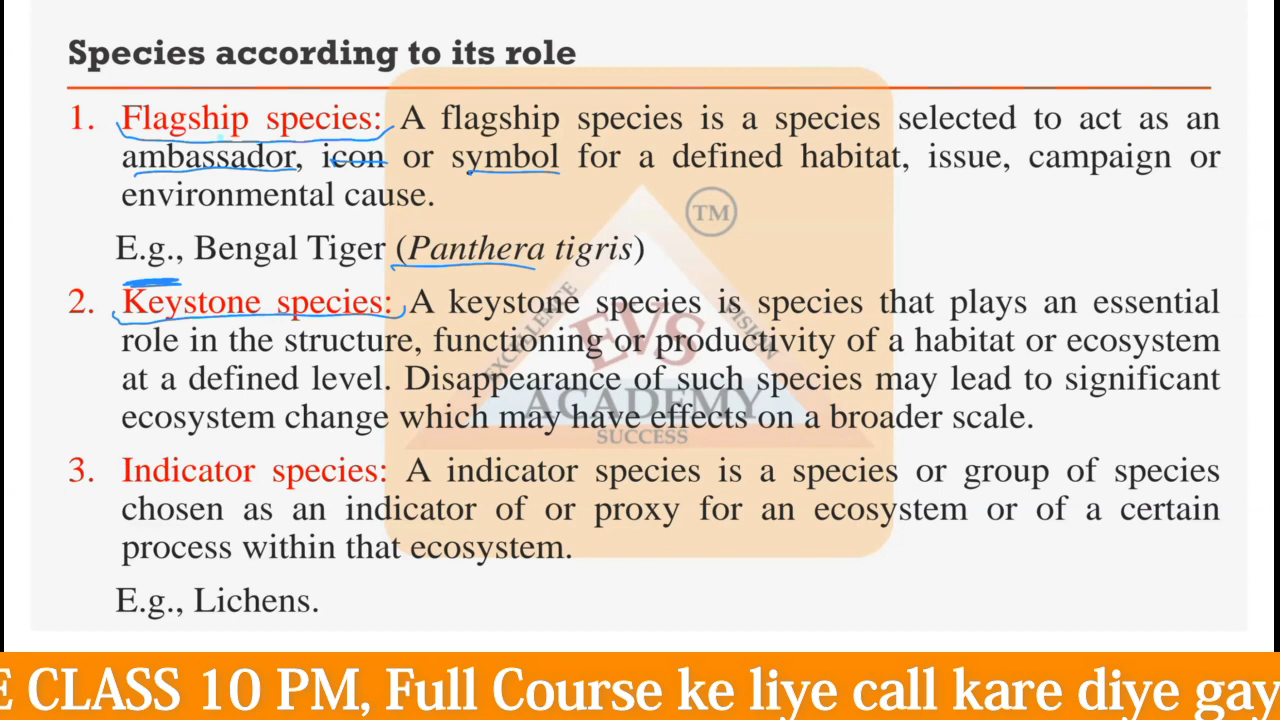 Species according to its role
1. Flagship species: A flagship species is a species selected to act as an
ambassador, icon or symbol for a defined habitat, issue, campaign or
environmental cause.
E.g., Bengal Tiger (Panthera tigris)
2. Keystone species: A keystone species is species that plays an essential
role in the structure, functioning or productivity of a habitat or ecosystem
at a defined level. Disappearance of such species may lead to significant
ecosystem change which may have effects on a broader scale.
3. Indicator species: A indicator species is a species or group of species
chosen as an indicator of or proxy for an ecosystem or of a certain
process within that ecosystem.
E.g., Lichens.
TM
EXCELLENCE
VISION
EVS
ACADEMY
SUCCESS
E CLASS 10 PM, Full Course ke liye call kare diye gay